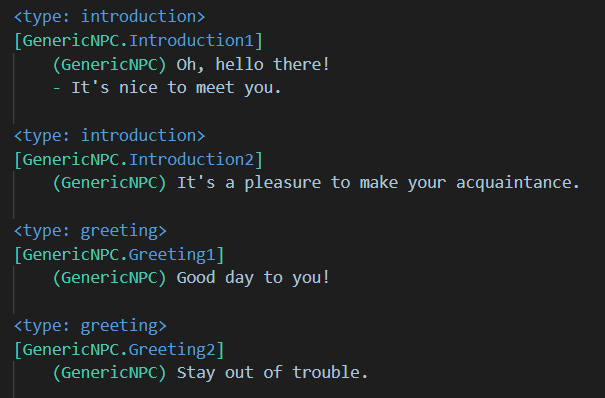 <type: introduction>
[GenericNPC.Introduction1]
(GenericNPC) Oh, hello there!
- It's nice to meet you.
<type: introduction>
[GenericNPC.Introduction2]
(GenericNPC) It's a pleasure to make your acquaintance.
<type: greeting>
[GenericNPC.Greeting1]
(GenericNPC) Good day to you!
<type: greeting>
[GenericNPC.Greeting2]
(GenericNPC) Stay out of trouble.